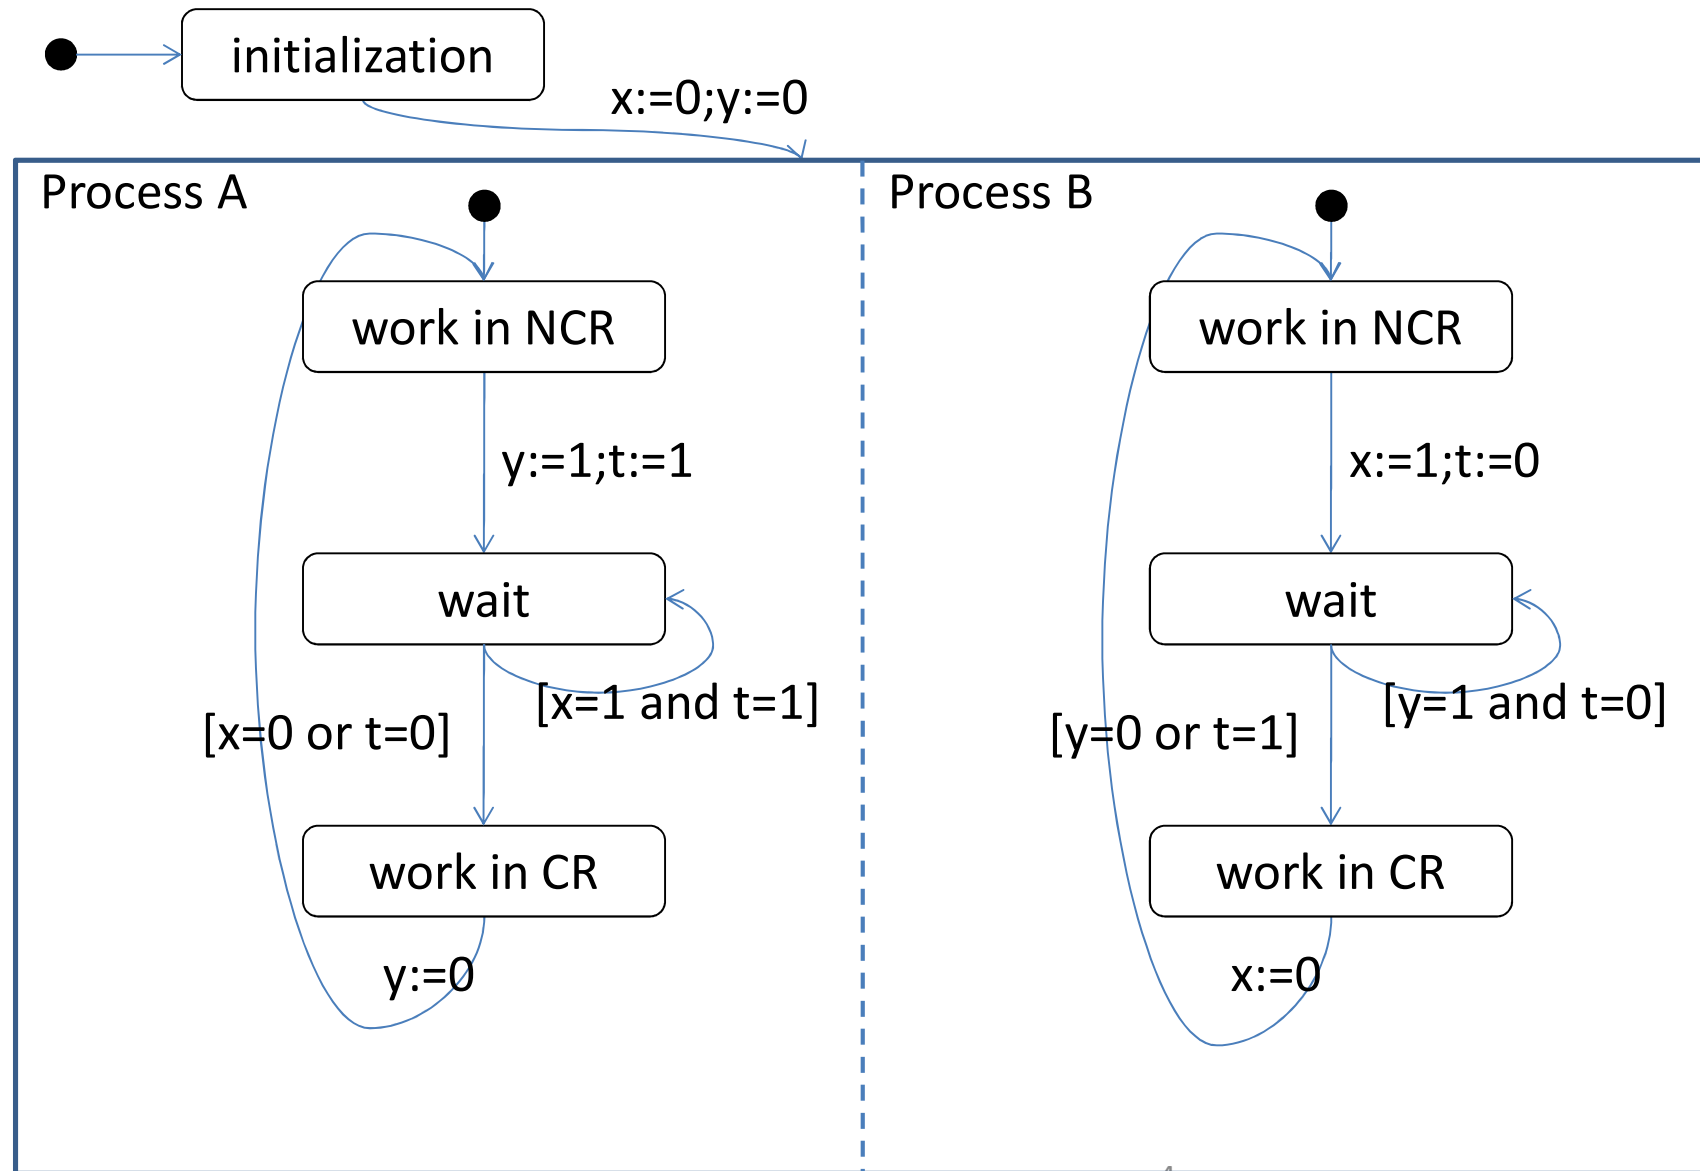 initialization
x:=0;y:=0
Process A
work in NCR
y:=1;t:=1
wait
[x=1 and t=1]
[x=0 or t=0]
work in CR
y:=0
Process B
work in NCR
x:=1;t:=0
wait
[y=1 and t=0]
[y=0 or t=1]
work in CR
x:=0